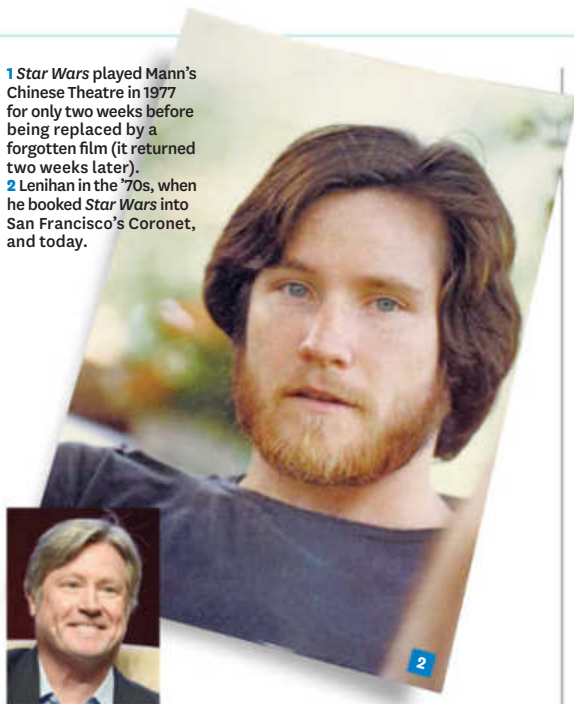 1 Star Wars played Mann's
Chinese Theatre in 1977
for only two weeks before
being replaced by a
forgotten film (it returned
two weeks later).
2 Lenihan in the '70s, when
he booked Star Wars into
San Francisco's Coronet,
and today.
2